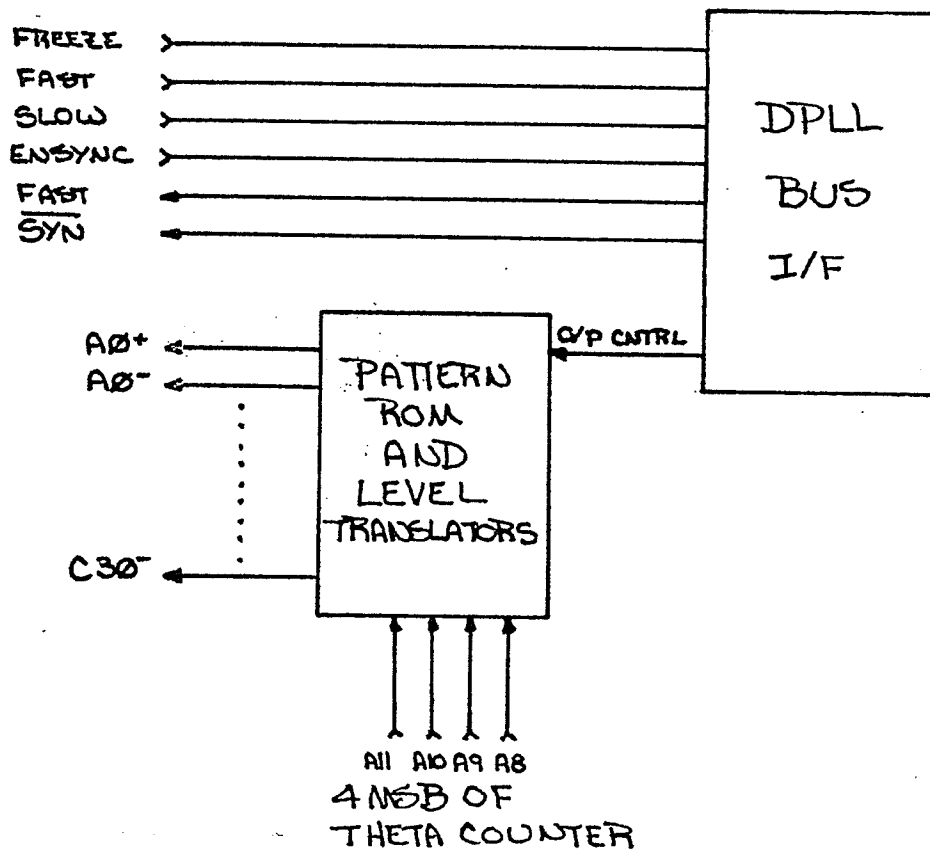 FREEZE
FAST
SLOW
ENSYNC
FAST
S̅Y̅N̅
DPLL
BUS
I/F
O/P CNTRL
AØ+
AØ-
C3Ø-
PATTERN
ROM
AND
LEVEL
TRANSLATORS
A11 A10 A9 A8
4 MSB OF
THETA COUNTER